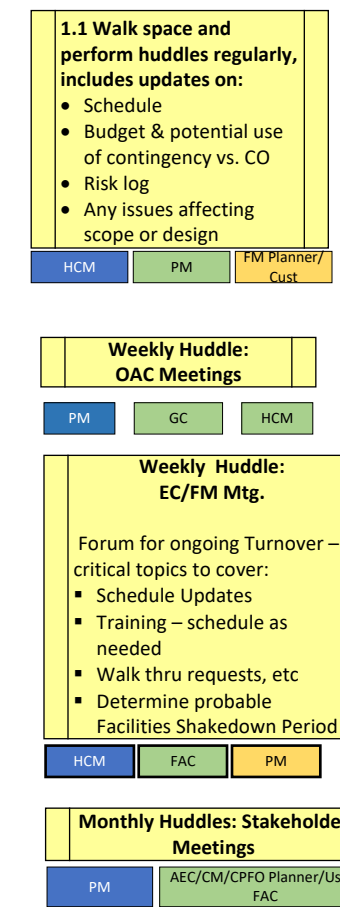 1.1 Walk space and
perform huddles regularly,
includes updates on:
• Schedule
• Budget & potential use
of contingency vs. CO
• Risk log
• Any issues affecting
scope or design
HCM PM FM Planner/
Cust
Weekly Huddle:
OAC Meetings
PM GC HCM
Weekly Huddle:
EC/FM Mtg.
Forum for ongoing Turnover –
critical topics to cover:
▪ Schedule Updates
▪ Training – schedule as
needed
▪ Walk thru requests, etc
▪ Determine probable
Facilities Shakedown Period
HCM FAC PM
Monthly Huddles: Stakeholde
Meetings
PM AEC/CM/CPFO Planner/Us
FAC